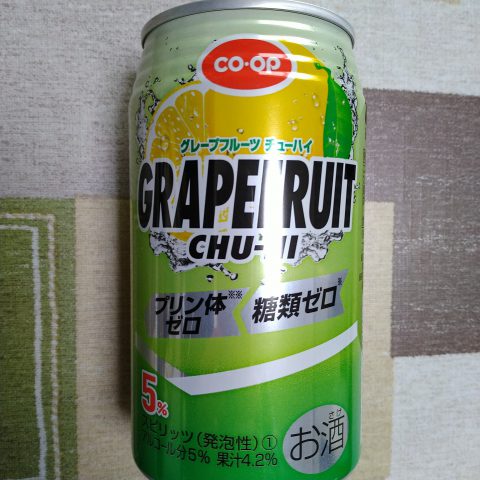 CO·OP
グレープフルーツ チューハイ
GRAPEFRUIT
CHU-HI
プリン体※※
ゼロ
糖類ゼロ※
5%
スピリッツ(発泡性)①
アルコール分5% 果汁4.2%
さけ
お酒